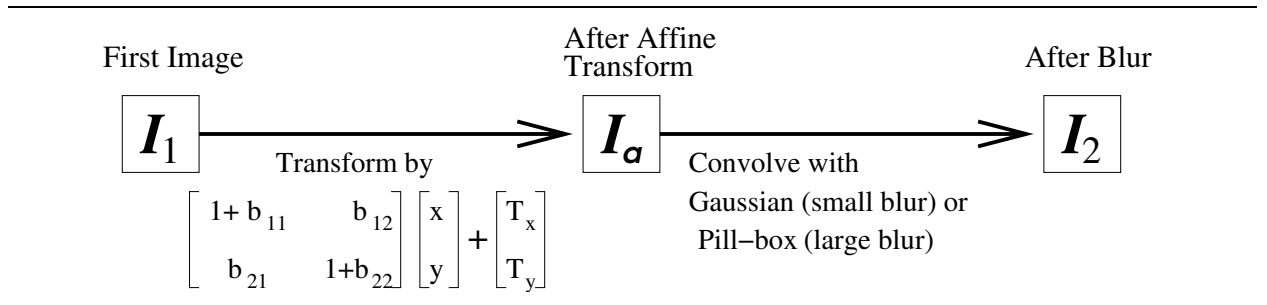 First Image
After Affine
Transform
After Blur
I1
Ia
I2
Transform by
Convolve with
Gaussian (small blur) or
Pill−box (large blur)
[ 1+ b11 b12 ] [ x ] + [ Tx ]
[ b21 1+b22 ] [ y ] [ Ty ]